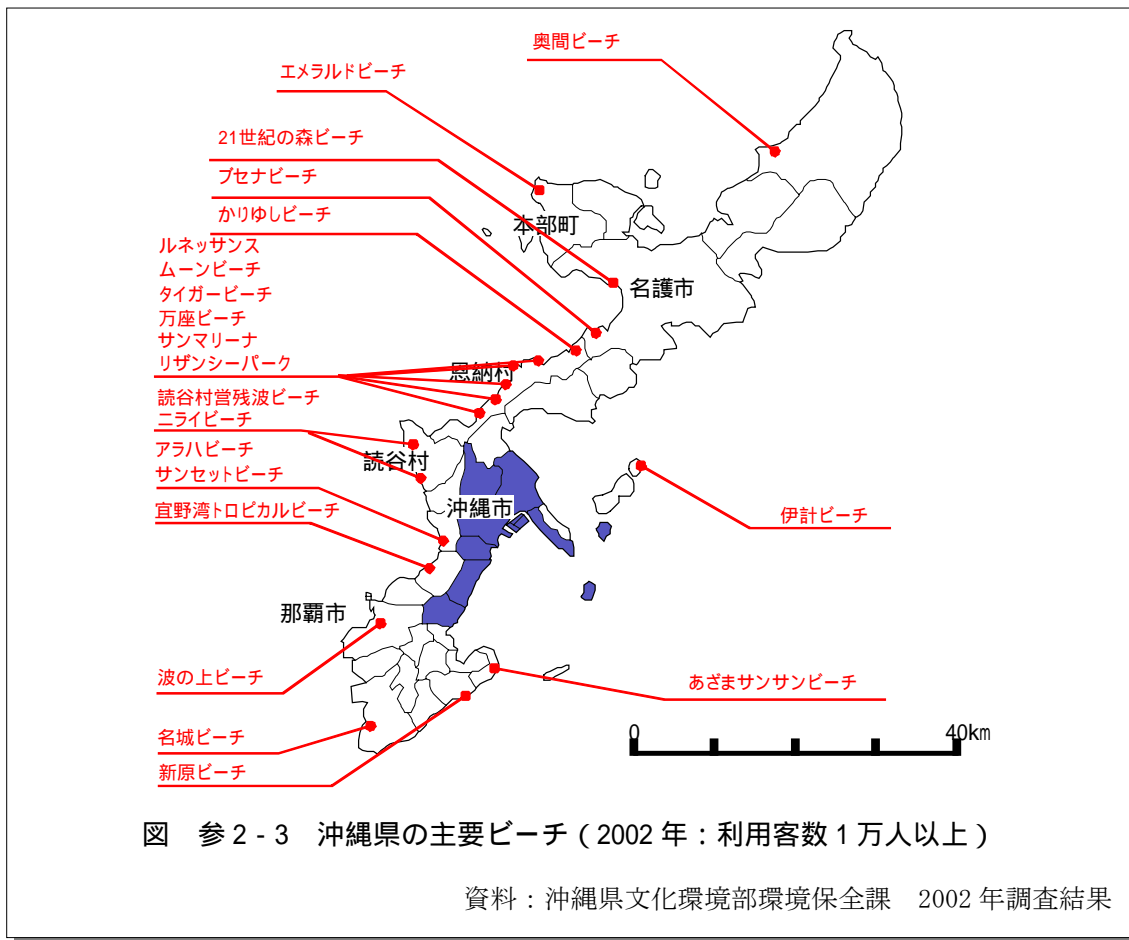 奥間ビーチ
エメラルドビーチ
21世紀の森ビーチ
ブセナビーチ
かりゆしビーチ
ルネッサンス
ムーンビーチ
タイガービーチ
万座ビーチ
サンマリーナ
リザンシーパーク
読谷村営残波ビーチ
ニライビーチ
アラハビーチ
サンセットビーチ
宜野湾トロピカルビーチ
本部町
名護市
恩納村
読谷村
沖縄市
伊計ビーチ
那覇市
波の上ビーチ
あざまサンサンビーチ
名城ビーチ
新原ビーチ
0 40km
図 参2-3 沖縄県の主要ビーチ(2002年:利用客数1万人以上)
資料:沖縄県文化環境部環境保全課 2002年調査結果